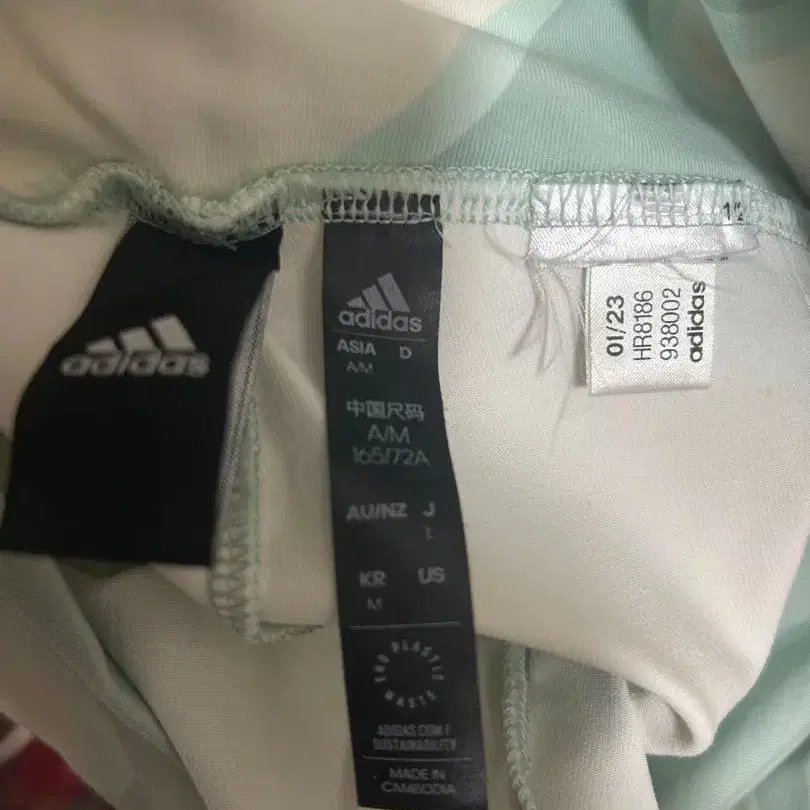 adidas
adidas
ASIA D
A/M
中国尺码
A/M
165/72A
AU/NZ J
KR US
M
END PLASTIC WASTE
ADIDAS.COM/
SUSTAINABILITY
MADE IN
CAMBODIA
01/23
HR8186
938002
adidas